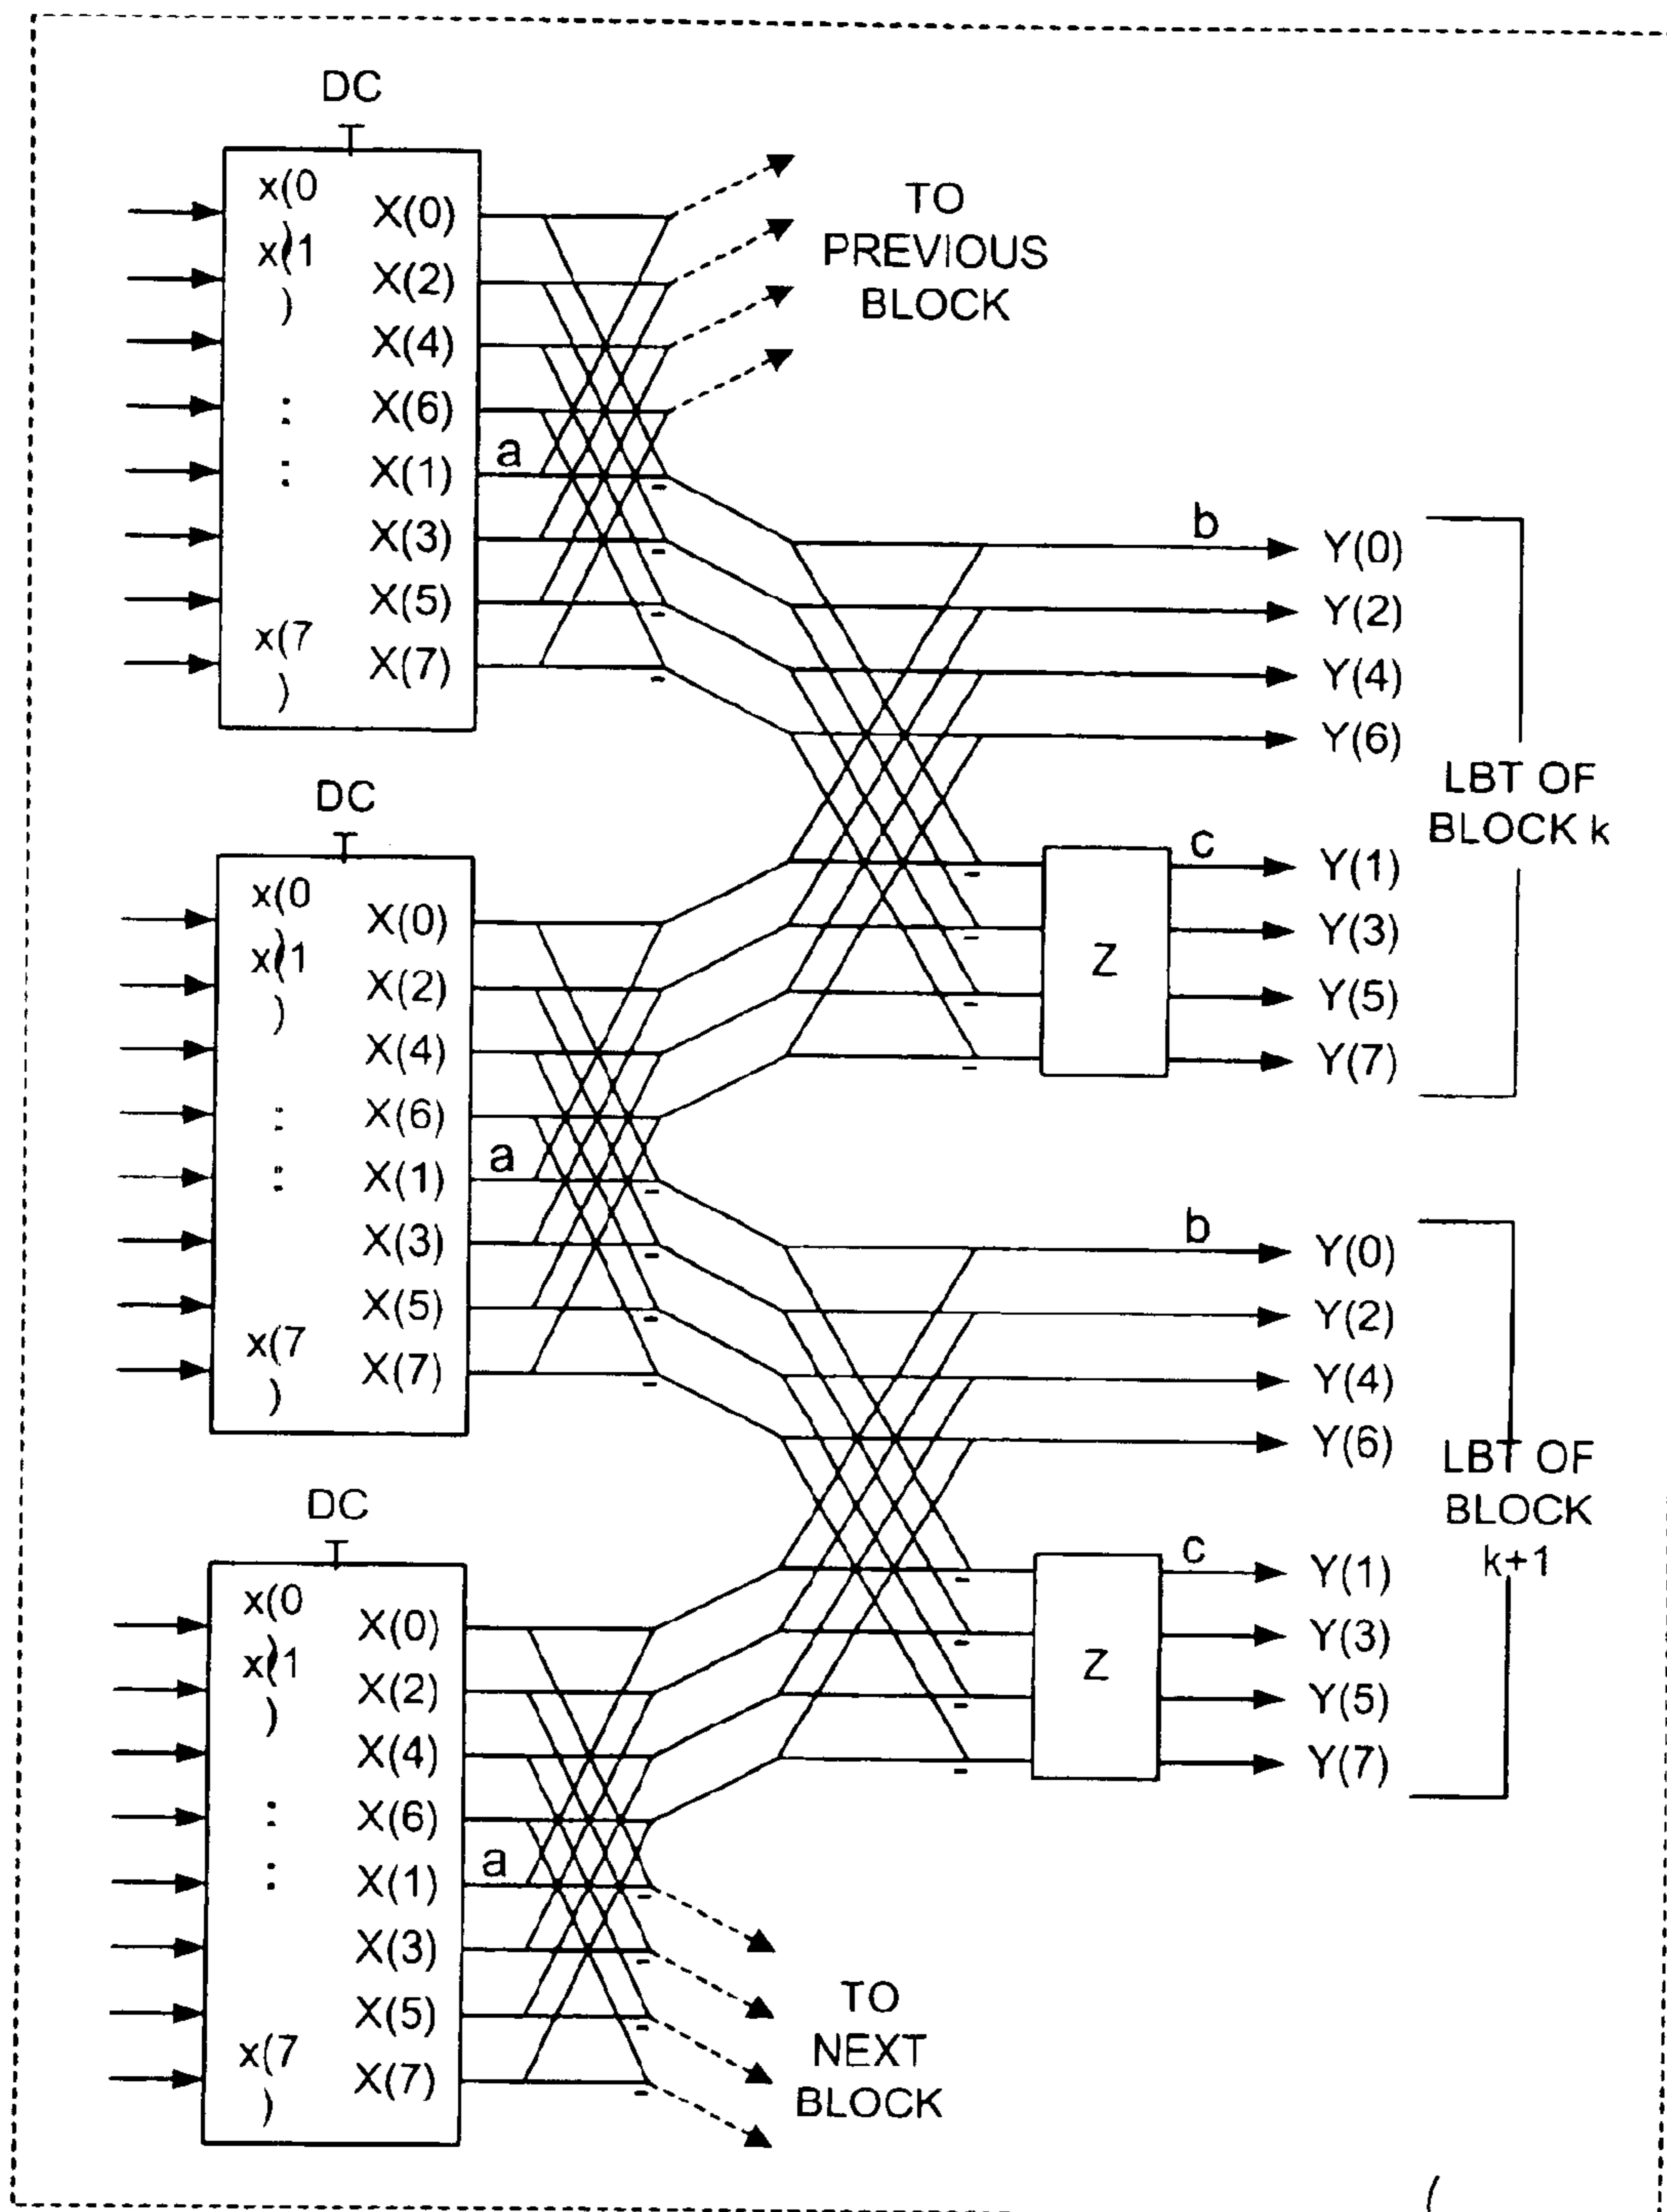 DC
T
x(0
)
x(1
)
:
:
x(7
)
X(0)
X(2)
X(4)
X(6)
X(1)
X(3)
X(5)
X(7)
a
-
-
-
-
TO
PREVIOUS
BLOCK
b
Y(0)
Y(2)
Y(4)
Y(6)
c
Y(1)
Y(3)
Y(5)
Y(7)
Z
-
-
-
-
LBT OF
BLOCK k
DC
T
x(0
)
x(1
)
:
:
x(7
)
X(0)
X(2)
X(4)
X(6)
X(1)
X(3)
X(5)
X(7)
a
-
-
-
-
b
Y(0)
Y(2)
Y(4)
Y(6)
c
Y(1)
Y(3)
Y(5)
Y(7)
Z
-
-
-
-
LBT OF
BLOCK
k+1
DC
T
x(0
)
x(1
)
:
:
x(7
)
X(0)
X(2)
X(4)
X(6)
X(1)
X(3)
X(5)
X(7)
a
-
-
-
-
TO
NEXT
BLOCK